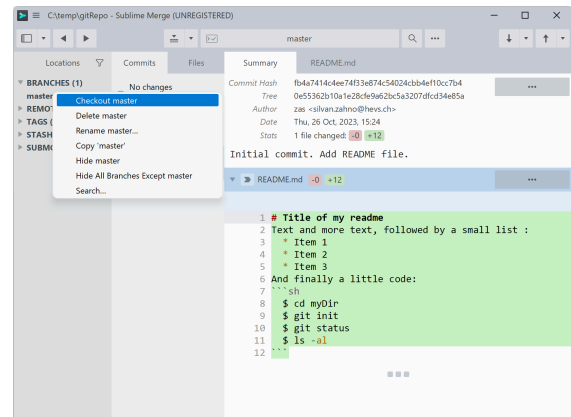 C:\temp\gitRepo - Sublime Merge (UNREGISTERED)
master
Locations
Commits
Files
Summary
README.md
BRANCHES (1)
master
REMOT
TAGS (
STASH
SUBMO
No changes
Checkout master
Delete master
Rename master...
Copy 'master'
Hide master
Hide All Branches Except master
Search...
Commit Hash fb4a7414c4ee74f33e874c54024cbb4ef10cc7b4
Tree 0e55362b10a1e28cfe9a62bc5a3207dfcd34e85a
Author zas <silvan.zahno@hevs.ch>
Date Thu, 26 Oct, 2023, 15:24
Stats 1 file changed: -0 +12
Initial commit. Add README file.
README.md -0 +12
1 # Title of my readme
2 Text and more text, followed by a small list :
3 * Item 1
4 * Item 2
5 * Item 3
6 And finally a little code:
7 ```sh
8 $ cd myDir
9 $ git init
10 $ git status
11 $ ls -al
12 ```